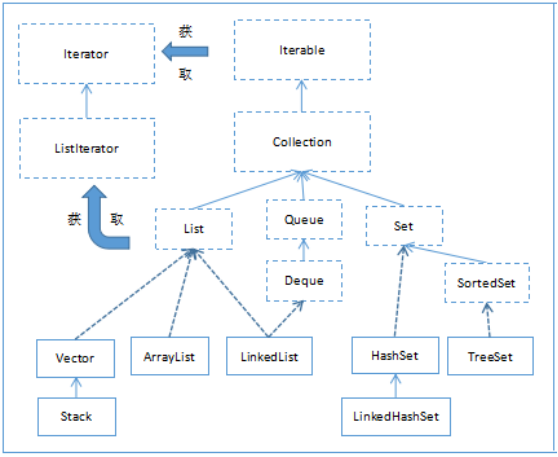 获
Iterator
Iterable
取
ListIterator
Collection
获 取
List
Queue
Set
Deque
SortedSet
Vector
ArrayList
LinkedList
HashSet
TreeSet
Stack
LinkedHashSet